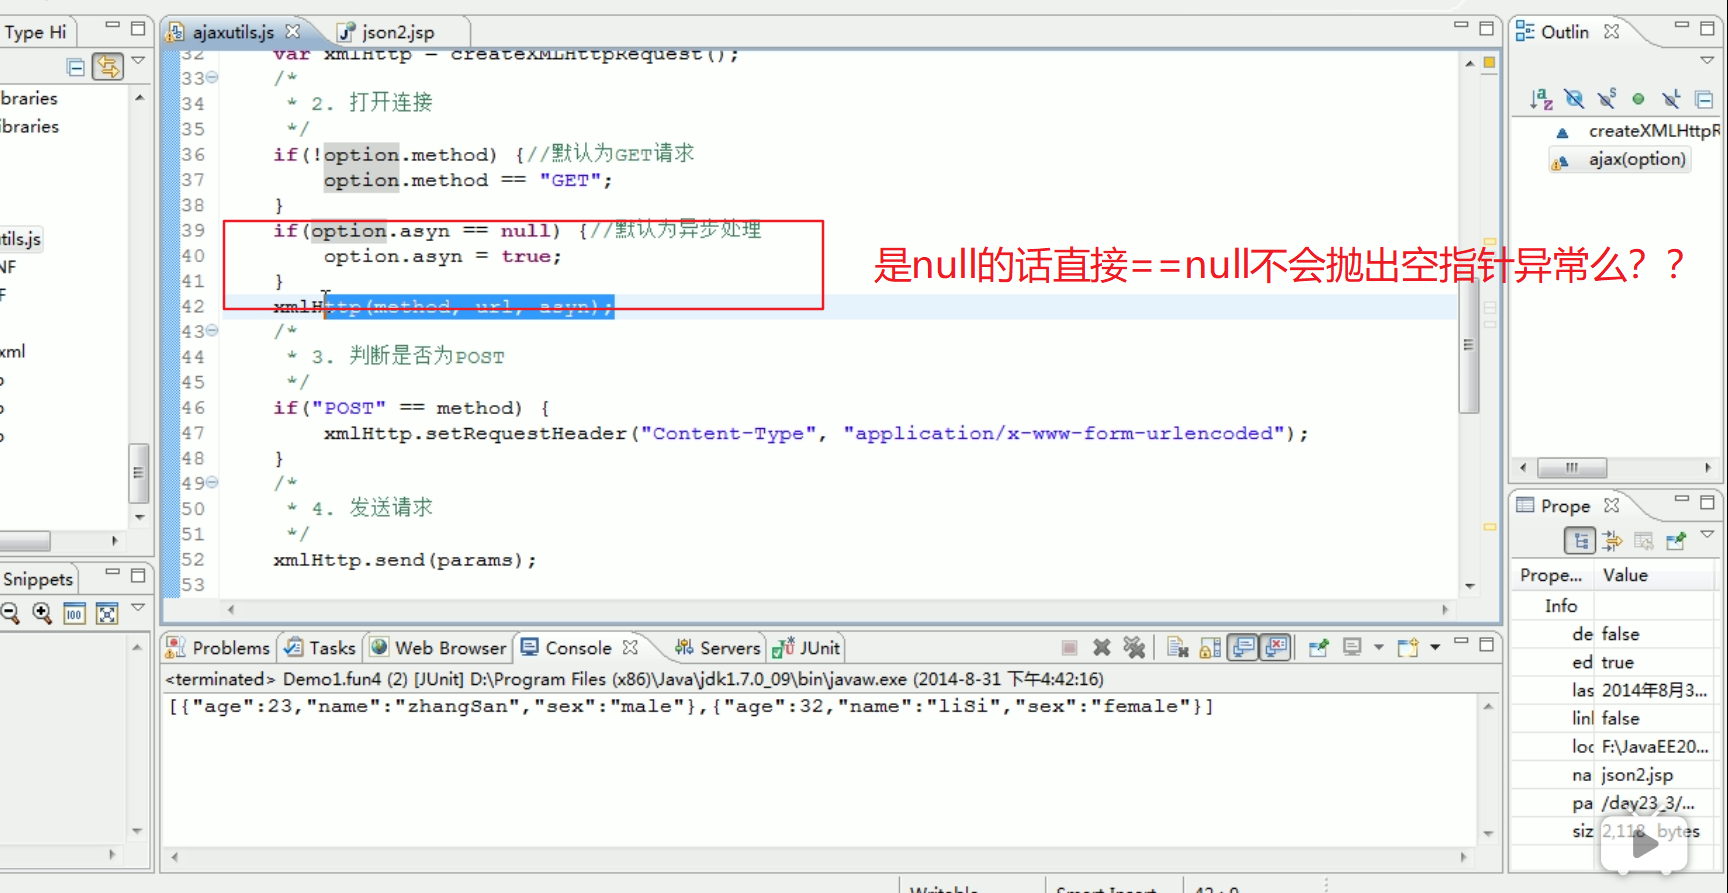 Type Hi
ajaxutils.js
json2.jsp
Outlin
braries
ibraries
tils.js
NF
F
xml
32 var xmlHttp = createXMLHttpRequest();
33 /*
34 * 2. 打开连接
35 */
36 if(!option.method) {//默认为GET请求
37 option.method == "GET";
38 }
39 if(option.asyn == null) {//默认为异步处理
40 option.asyn = true;
41 }
42 xmlHttp(method, url, asyn);
43 /*
44 * 3. 判断是否为POST
45 */
46 if("POST" == method) {
47 xmlHttp.setRequestHeader("Content-Type", "application/x-www-form-urlencoded");
48 }
49 /*
50 * 4. 发送请求
51 */
52 xmlHttp.send(params);
53
是null的话直接==null不会抛出空指针异常么？？
createXMLHttpR
ajax(option)
Snippets
Problems Tasks Web Browser Console Servers JUnit
<terminated> Demo1.fun4 (2) [JUnit] D:\Program Files (x86)\Java\jdk1.7.0_09\bin\javaw.exe (2014-8-31 下午4:42:16)
[{"age":23,"name":"zhangSan","sex":"male"},{"age":32,"name":"liSi","sex":"female"}]
Prope
Prope... Value
Info
de false
ed true
las 2014年8月3...
linl false
loc F:\JavaEE20...
na json2.jsp
pa /day23_3/...
siz 2,118 bytes
Writable Smart Insert 42 : 9